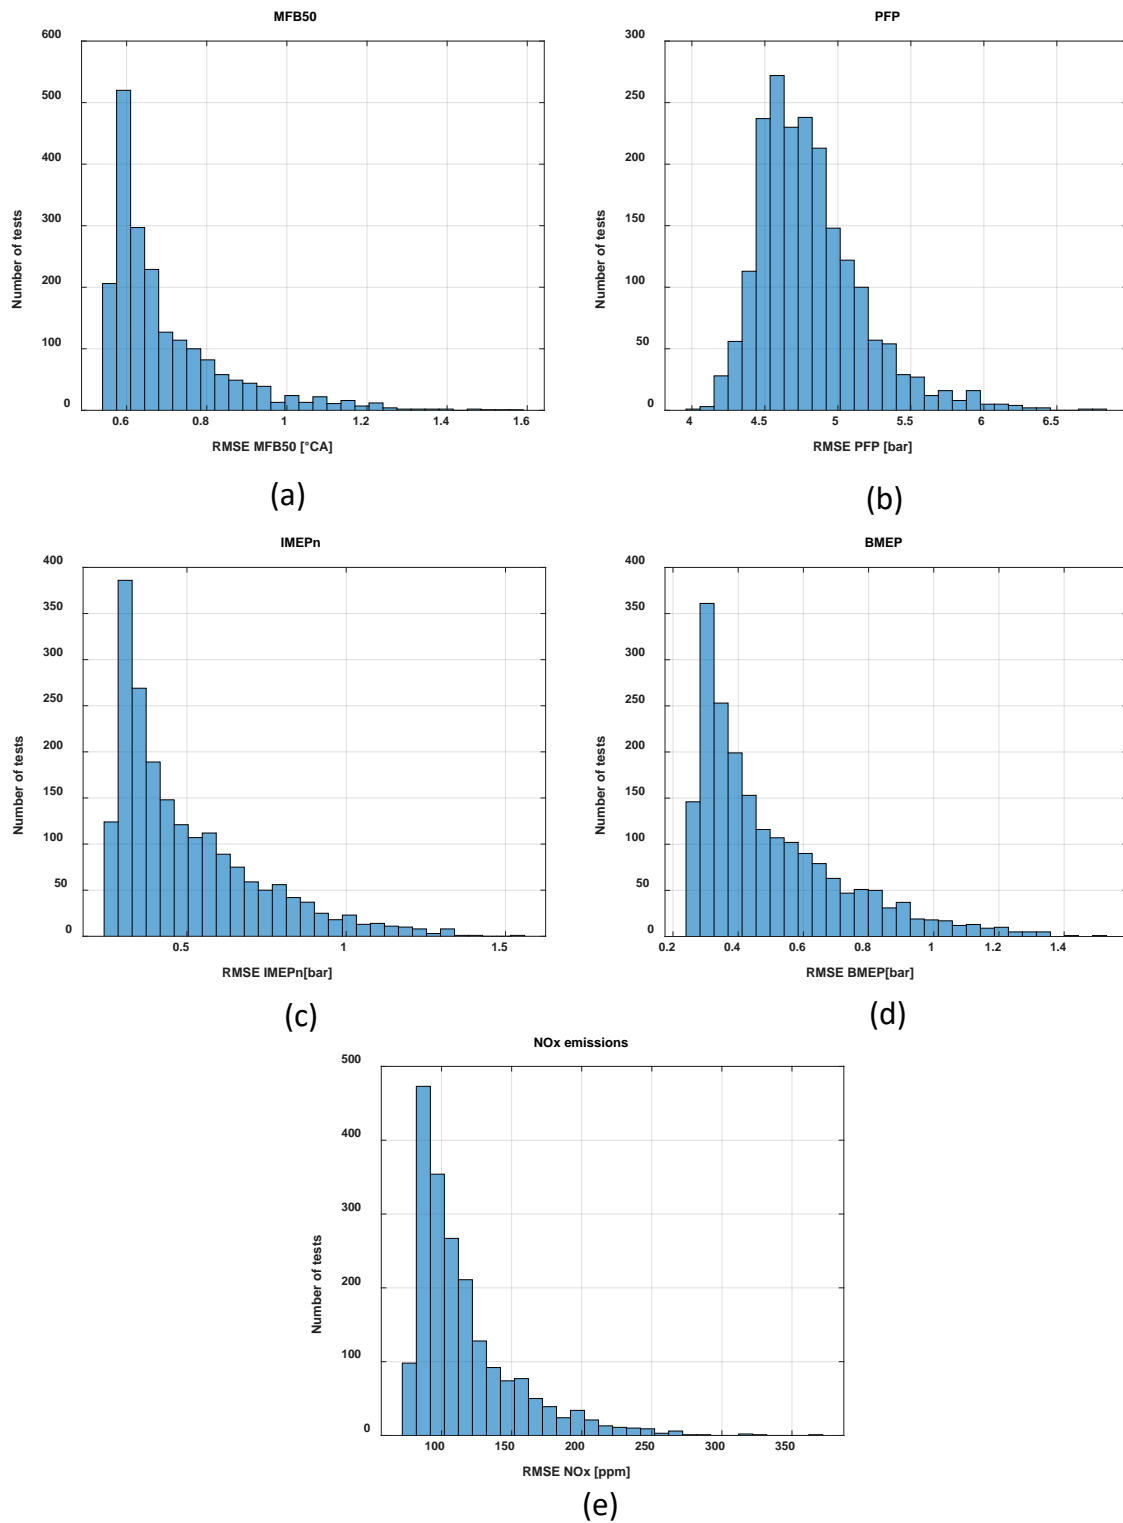 MFB50
600
500
400
300
200
100
0
0.6 0.8 1 1.2 1.4 1.6
Number of tests
RMSE MFB50 [°CA]
(a)
PFP
300
250
200
150
100
50
0
4 4.5 5 5.5 6 6.5
Number of tests
RMSE PFP [bar]
(b)
IMEPn
400
350
300
250
200
150
100
50
0
0.5 1 1.5
Number of tests
RMSE IMEPn[bar]
(c)
BMEP
400
350
300
250
200
150
100
50
0
0.2 0.4 0.6 0.8 1 1.2 1.4
Number of tests
RMSE BMEP[bar]
(d)
NOx emissions
500
400
300
200
100
0
100 150 200 250 300 350
Number of tests
RMSE NOx [ppm]
(e)